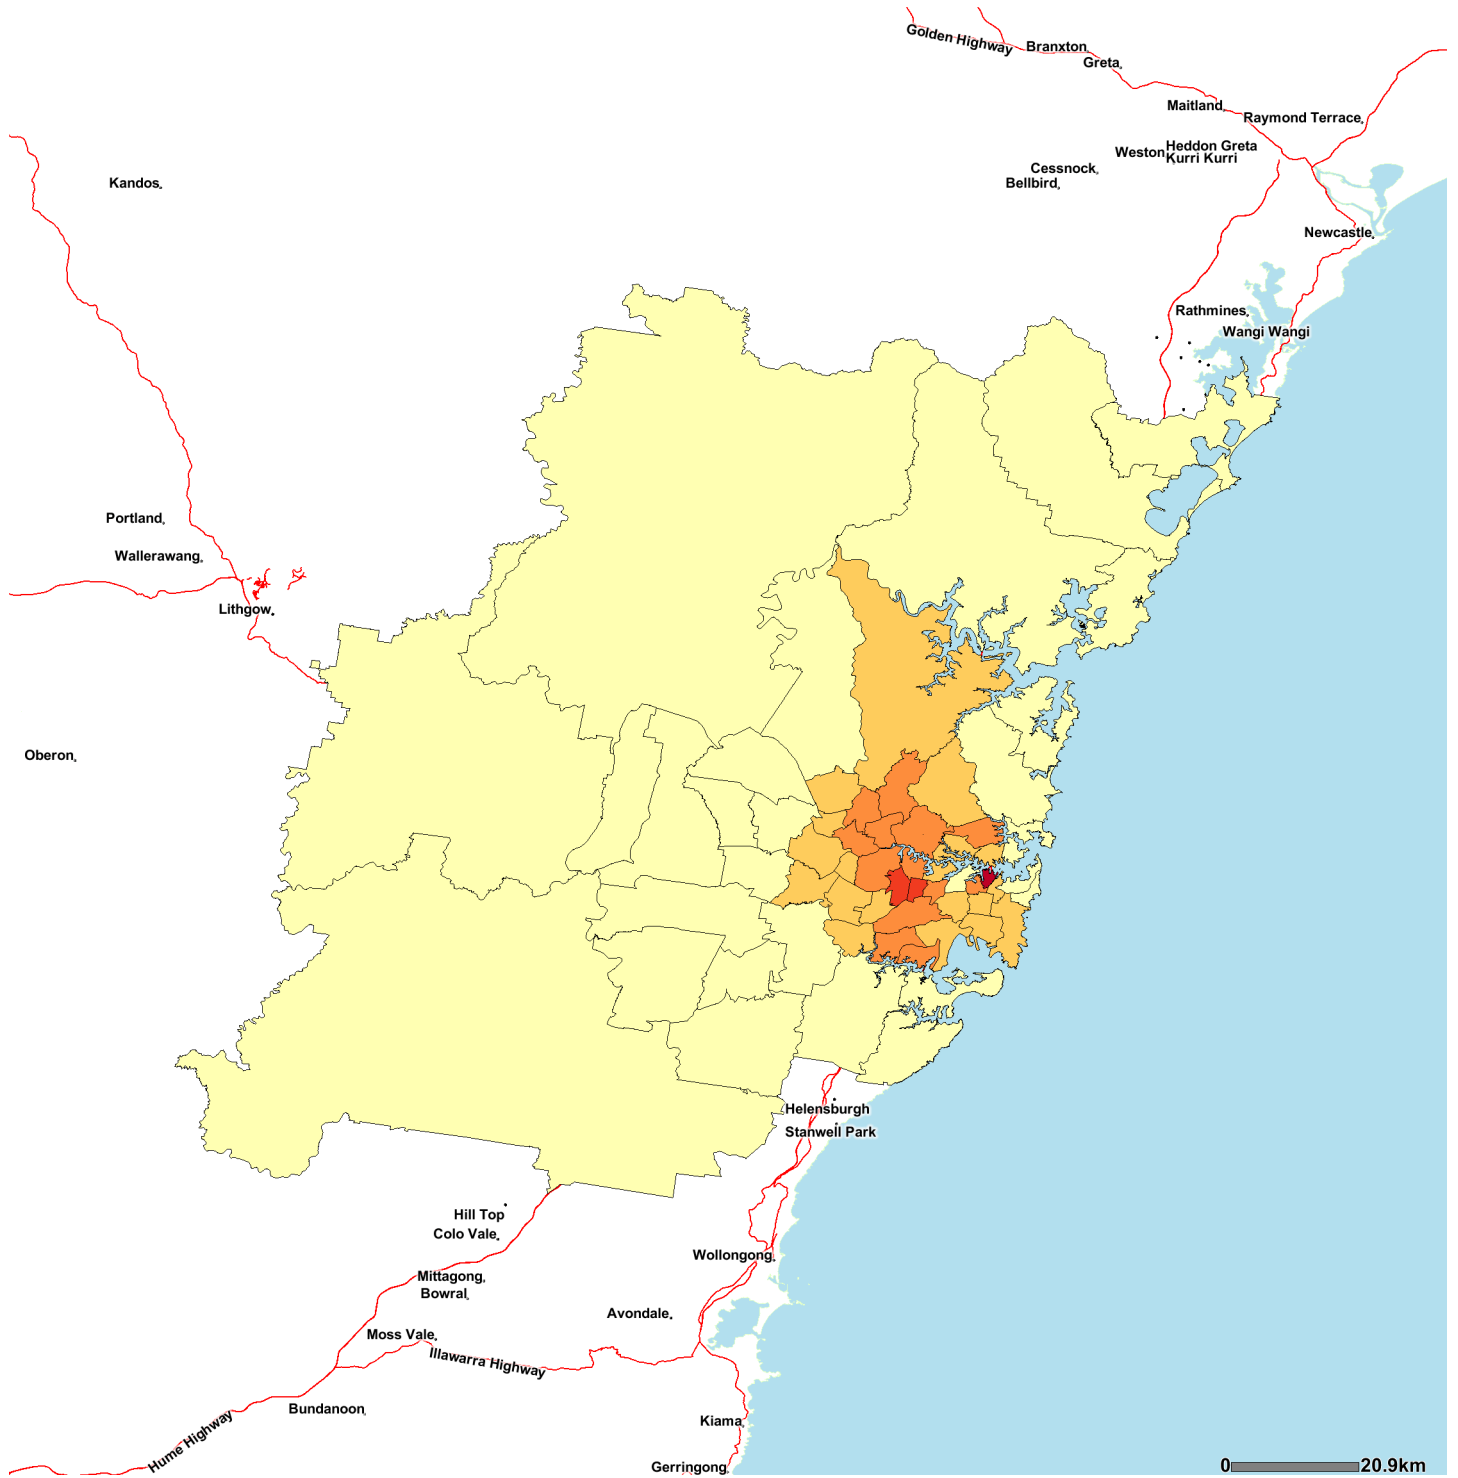 Golden Highway
Branxton
Greta
Maitland
Raymond Terrace
Heddon Greta
Weston
Kurri Kurri
Cessnock
Bellbird
Kandos
Newcastle
Rathmines
Wangi Wangi
Portland
Wallerawang
Lithgow
Oberon
Helensburgh
Stanwell Park
Hill Top
Colo Vale
Wollongong
Mittagong
Bowral
Avondale
Moss Vale
Illawarra Highway
Bundanoon
Kiama
Hume Highway
Gerringong
0 20.9km